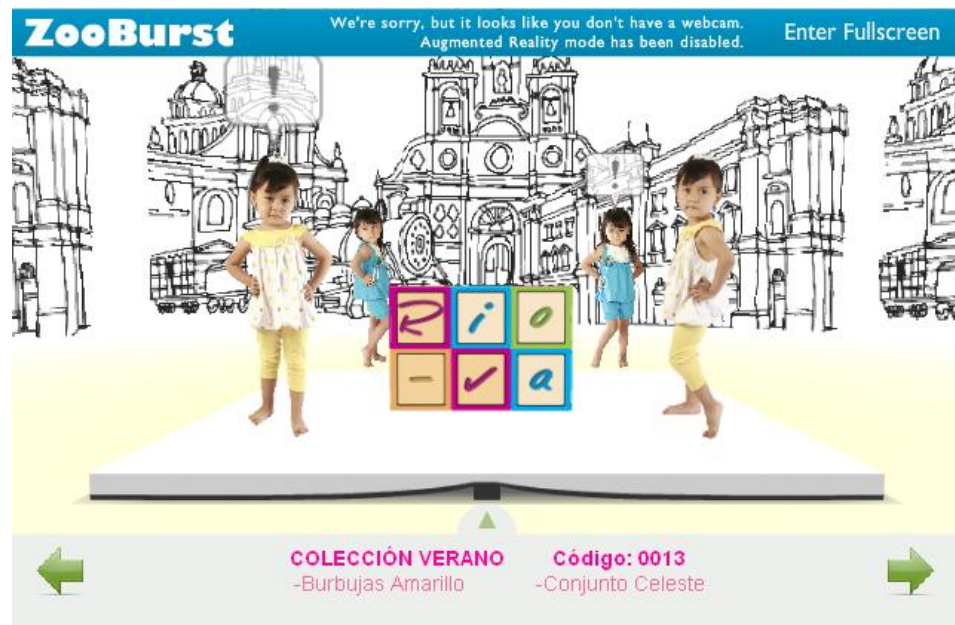 ZooBurst
We're sorry, but it looks like you don't have a webcam.
Augmented Reality mode has been disabled.
Enter Fullscreen
!
!
R i o
- v a
COLECCIÓN VERANO Código: 0013
-Burbujas Amarillo -Conjunto Celeste